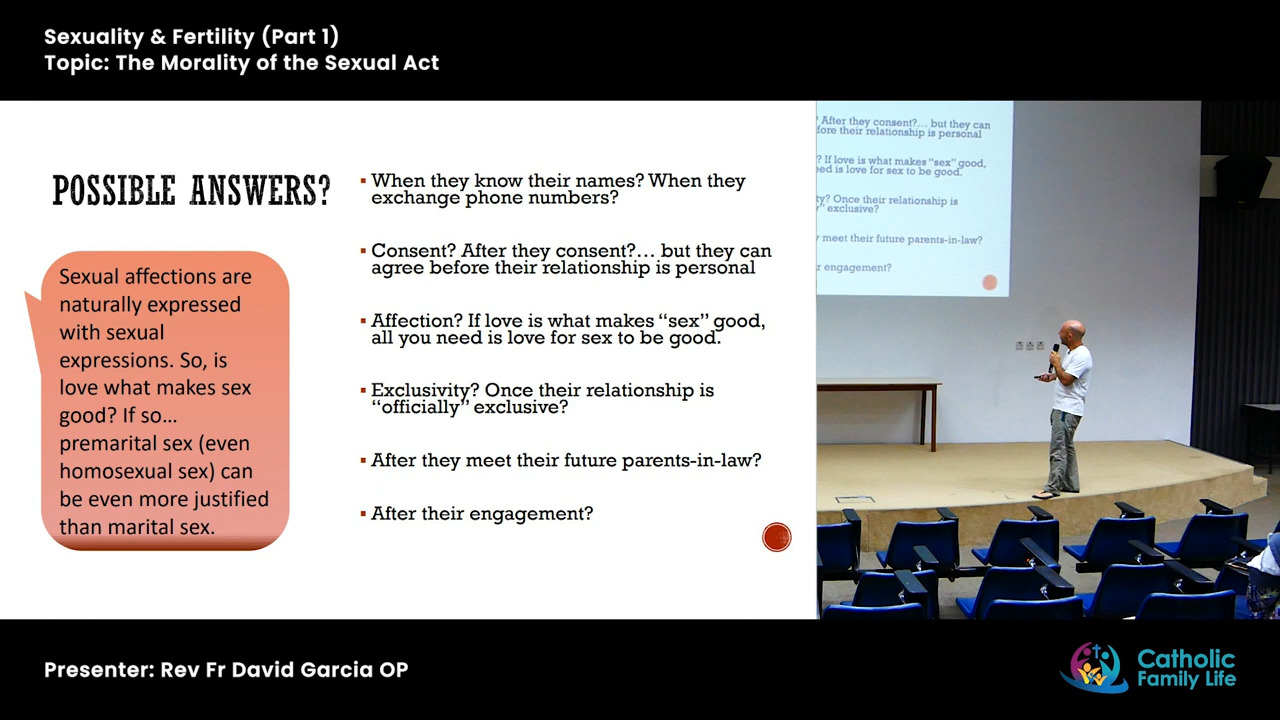 Sexuality & Fertility (Part 1)
Topic: The Morality of the Sexual Act
POSSIBLE ANSWERS?
Sexual affections are
naturally expressed
with sexual
expressions. So, is
love what makes sex
good? If so...
premarital sex (even
homosexual sex) can
be even more justified
than marital sex.
▪ When they know their names? When they
exchange phone numbers?
▪ Consent? After they consent?... but they can
agree before their relationship is personal
▪ Affection? If love is what makes “sex” good,
all you need is love for sex to be good.
▪ Exclusivity? Once their relationship is
“officially” exclusive?
▪ After they meet their future parents-in-law?
▪ After their engagement?
? After they consent?... but they can
fore their relationship is personal
? If love is what makes “sex” good,
eed is love for sex to be good.
ty? Once their relationship is
y” exclusive?
y meet their future parents-in-law?
r engagement?
Presenter: Rev Fr David Garcia OP
Catholic
Family Life